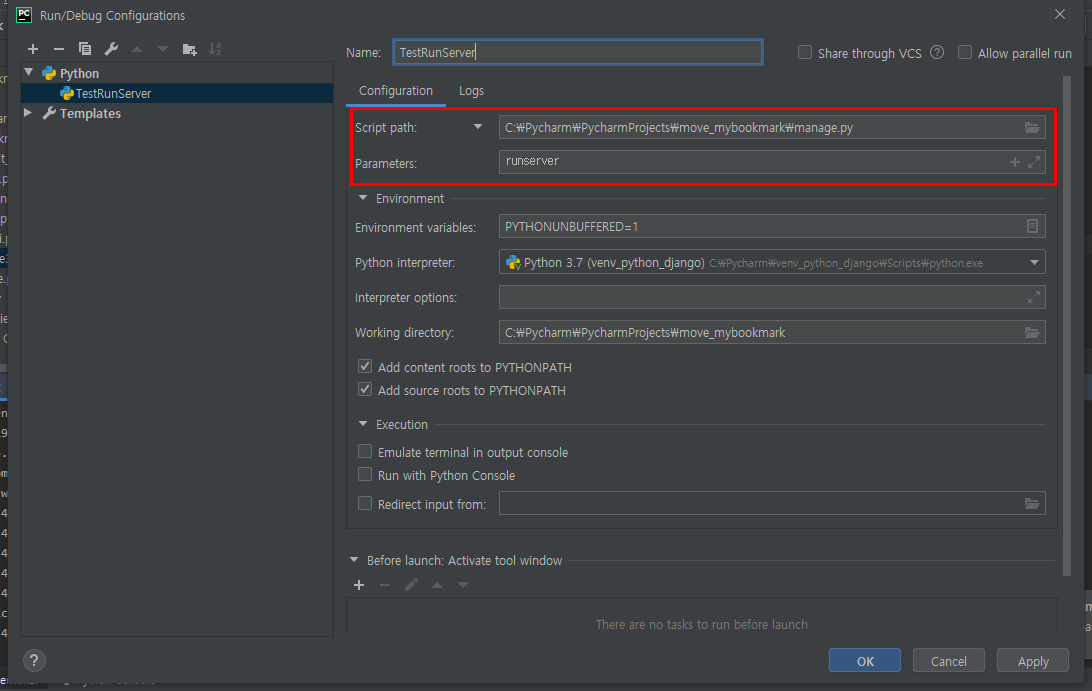 PC Run/Debug Configurations
Name: TestRunServer
Share through VCS ? Allow parallel run
Python
TestRunServer
Templates
Configuration Logs
Script path: C:₩Pycharm₩PycharmProjects₩move_mybookmark₩manage.py
Parameters: runserver
Environment
Environment variables: PYTHONUNBUFFERED=1
Python interpreter: Python 3.7 (venv_python_django) C:₩Pycharm₩venv_python_django₩Scripts₩python.exe
Interpreter options:
Working directory: C:₩Pycharm₩PycharmProjects₩move_mybookmark
Add content roots to PYTHONPATH
Add source roots to PYTHONPATH
Execution
Emulate terminal in output console
Run with Python Console
Redirect input from:
Before launch: Activate tool window
There are no tasks to run before launch
? OK Cancel Apply